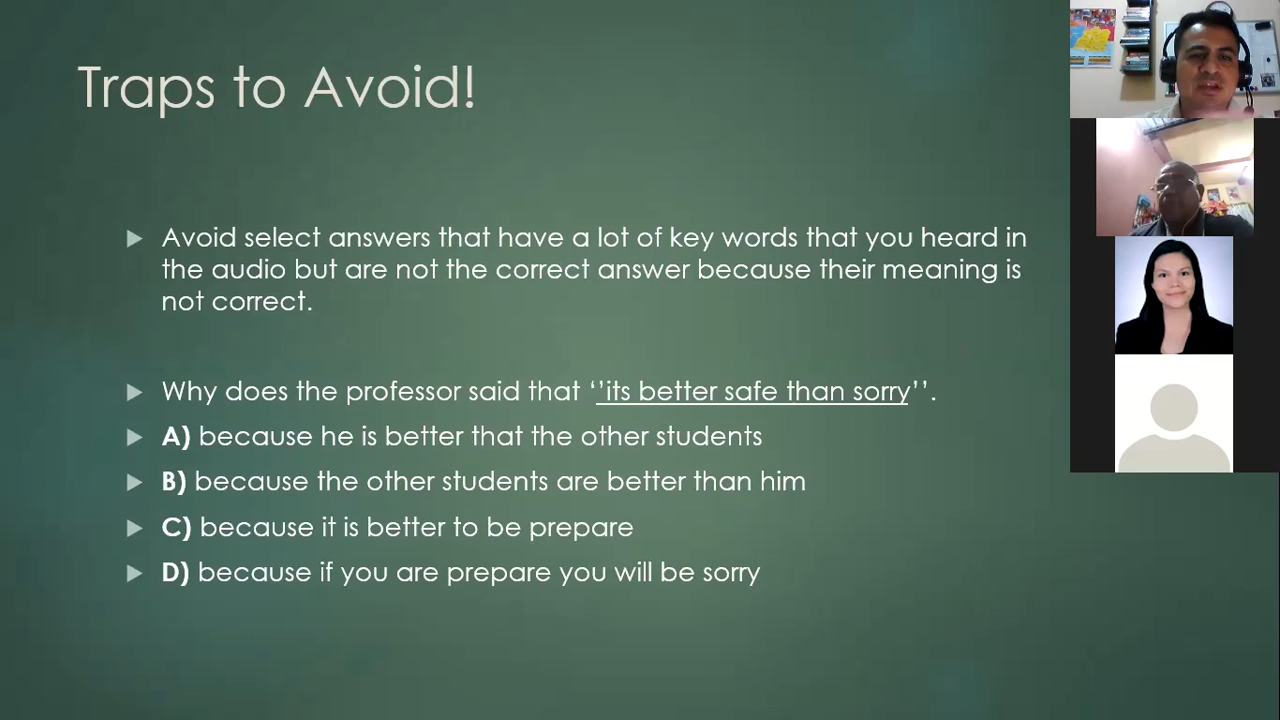 Traps to Avoid!
Avoid select answers that have a lot of key words that you heard in
the audio but are not the correct answer because their meaning is
not correct.
Why does the professor said that ‘’its better safe than sorry’’.
A) because he is better that the other students
B) because the other students are better than him
C) because it is better to be prepare
D) because if you are prepare you will be sorry